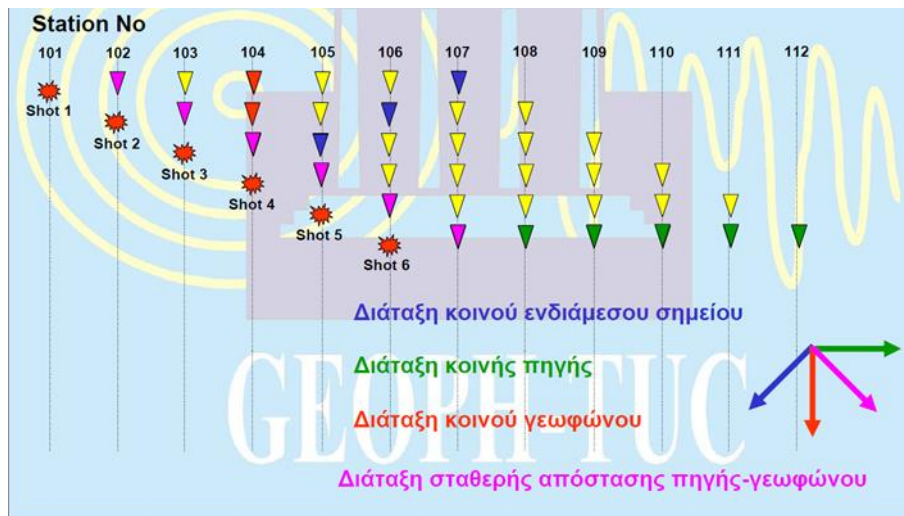 Station No
101 102 103 104 105 106 107 108 109 110 111 112
Shot 1
Shot 2
Shot 3
Shot 4
Shot 5
Shot 6
Διάταξη κοινού ενδιάμεσου σημείου
Διάταξη κοινής πηγής
GEOPH-TUC
Διάταξη κοινού γεωφώνου
Διάταξη σταθερής απόστασης πηγής-γεωφώνου